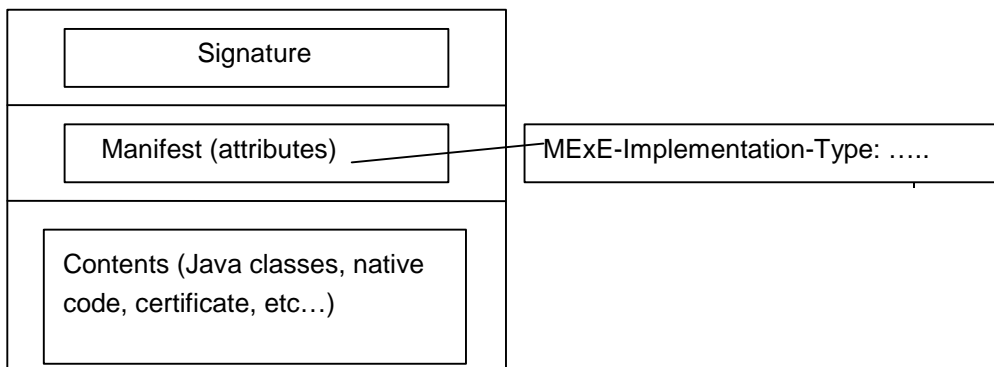 Signature
Manifest (attributes)
MExE-Implementation-Type: …..
Contents (Java classes, native
code, certificate, etc…)